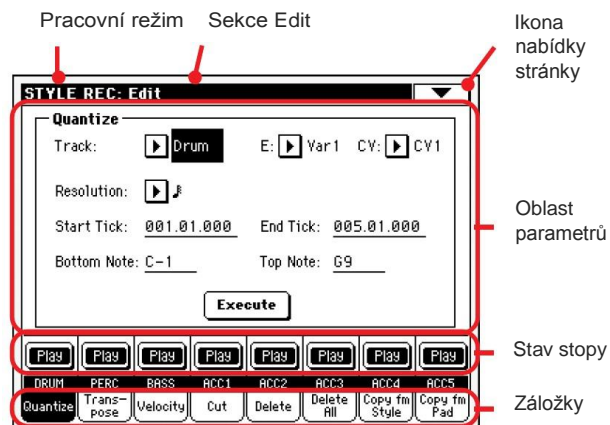 Pracovní režim Sekce Edit
Ikona
nabídky
stránky
STYLE REC: Edit
Quantize
Track: Drum E: Var1 CV: CV1
Resolution:
Start Tick: 001.01.000 End Tick: 005.01.000
Bottom Note: C-1 Top Note: G9
Execute
Oblast
parametrů
Play Play Play Play Play Play Play Play
Stav stopy
DRUM PERC BASS ACC1 ACC2 ACC3 ACC4 ACC5
Quantize Trans-
pose Velocity Cut Delete Delete
All Copy fm
Style Copy fm
Pad
Záložky